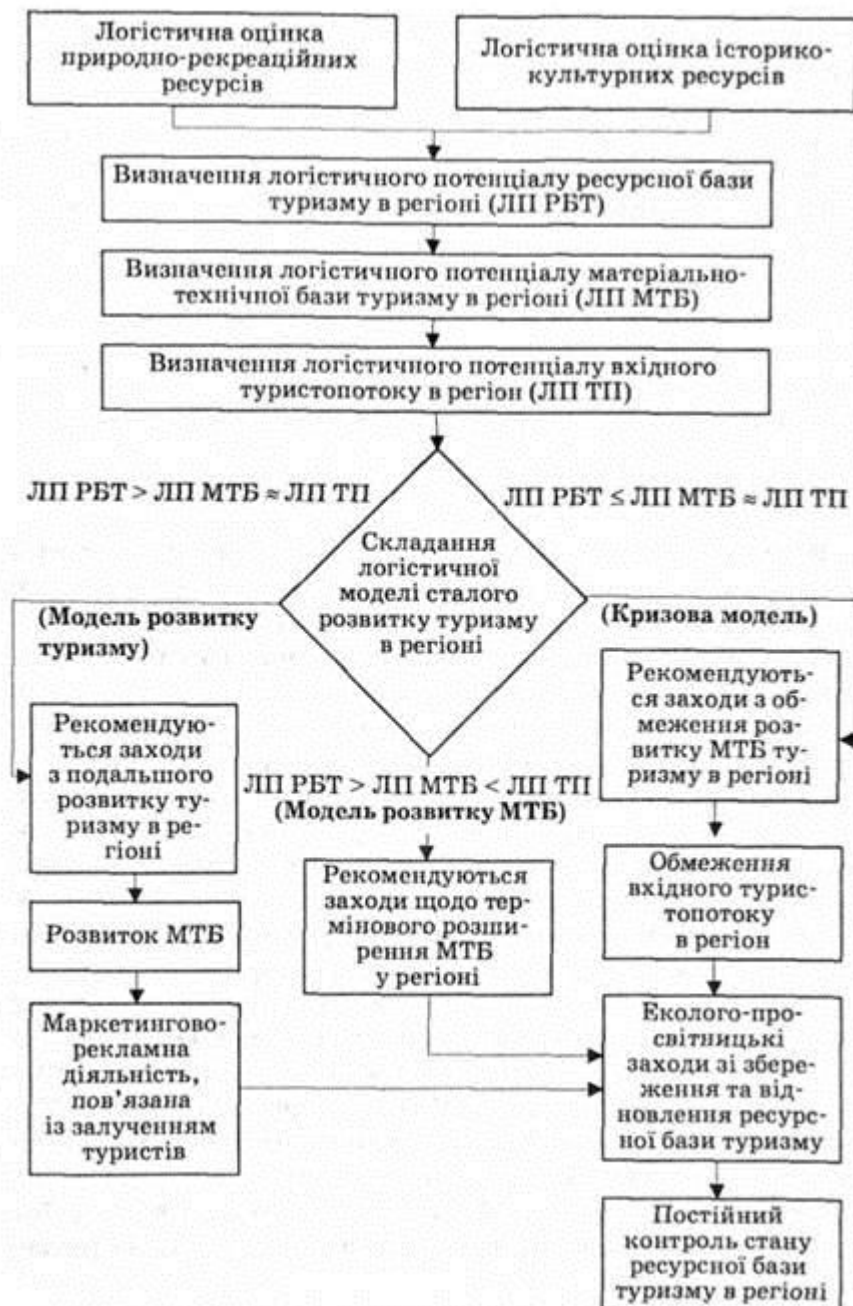 Логістична оцінка
природно-рекреаційних
ресурсів
Логістична оцінка історико-
культурних ресурсів
Визначення логістичного потенціалу ресурсної бази
туризму в регіоні (ЛП РБТ)
Визначення логістичного потенціалу матеріально-
технічної бази туризму в регіоні (ЛП МТБ)
Визначення логістичного потенціалу вхідного
туристопотоку в регіон (ЛП ТП)
ЛП РБТ > ЛП МТБ ≈ ЛП ТП
ЛП РБТ ≤ ЛП МТБ ≈ ЛП ТП
Складання
логістичної
моделі сталого
розвитку туризму
в регіоні
(Модель розвитку
туризму)
(Кризова модель)
Рекомендую-
ться заходи
з подальшого
розвитку ту-
ризму в ре-
гіоні
Розвиток МТБ
Маркетингово-
рекламна
діяльність,
пов’язана
із залученням
туристів
ЛП РБТ > ЛП МТБ < ЛП ТП
(Модель розвитку МТБ)
Рекомендуються
заходи щодо тер-
мінового розши-
рення МТБ
у регіоні
Рекомендують-
ся заходи з об-
меження роз-
витку МТБ ту-
ризму в регіоні
Обмеження
вхідного турис-
топотоку
в регіон
Еколого-про-
світницькі
заходи зі збере-
ження та від-
новлення ресурс-
ної бази туризму
Постійний
контроль стану
ресурсної бази
туризму в регіоні